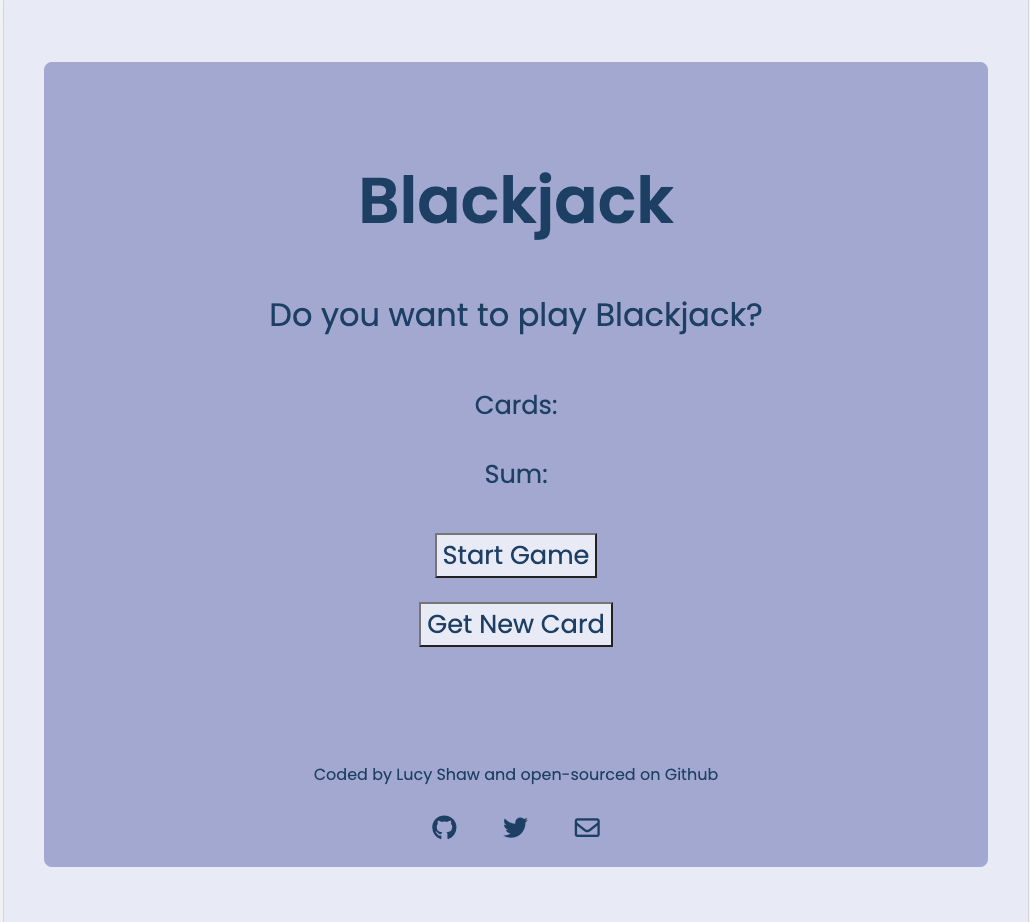 Blackjack
Do you want to play Blackjack?
Cards:
Sum:
Start Game
Get New Card
Coded by Lucy Shaw and open-sourced on Github